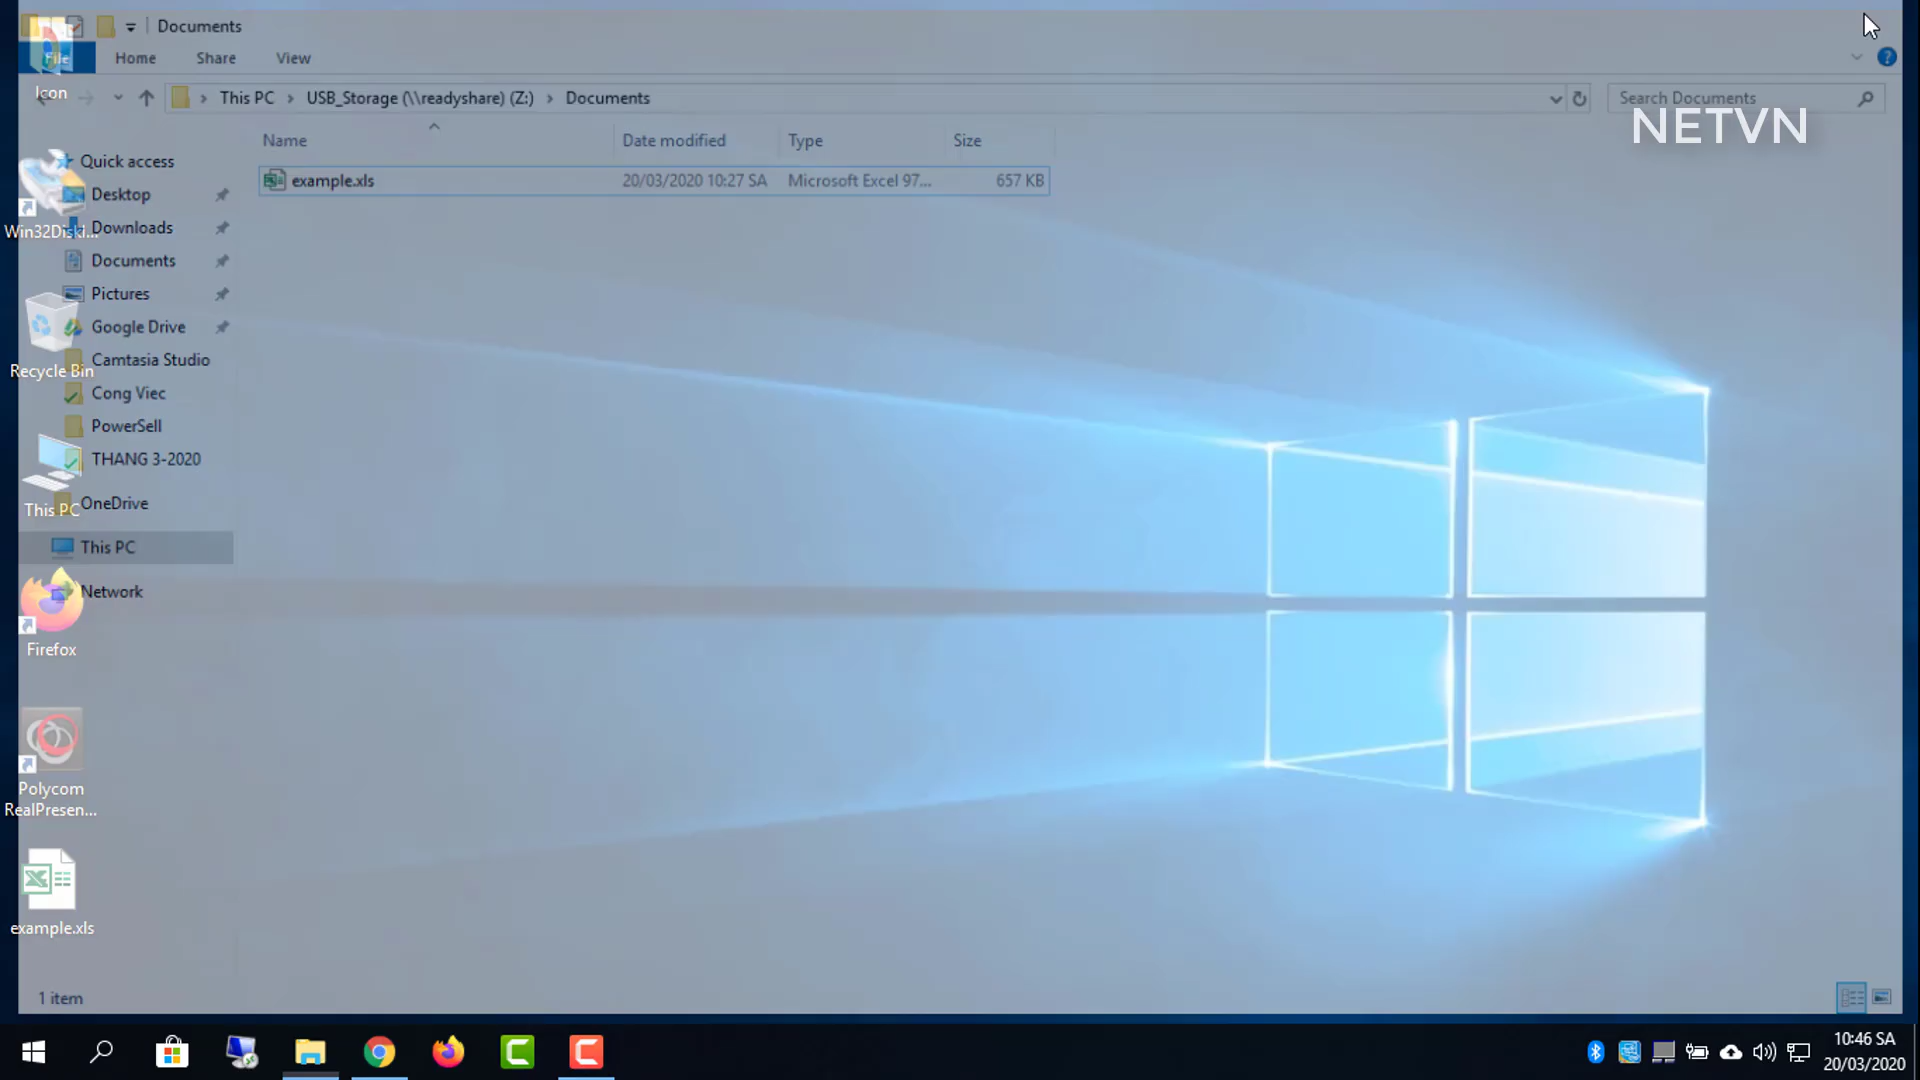 Documents
File
Home
Share
View
Icon
This PC
USB_Storage (\\readyshare) (Z:)
Documents
Search Documents
NETVN
Name
Date modified
Type
Size
example.xls
20/03/2020 10:27 SA
Microsoft Excel 97...
657 KB
Quick access
Desktop
Win32Diski...
Downloads
Documents
Pictures
Google Drive
Camtasia Studio
Recycle Bin
Cong Viec
PowerSell
THANG 3-2020
This PC
OneDrive
This PC
Network
Firefox
Polycom
RealPresen...
example.xls
1 item
10:46 SA
20/03/2020